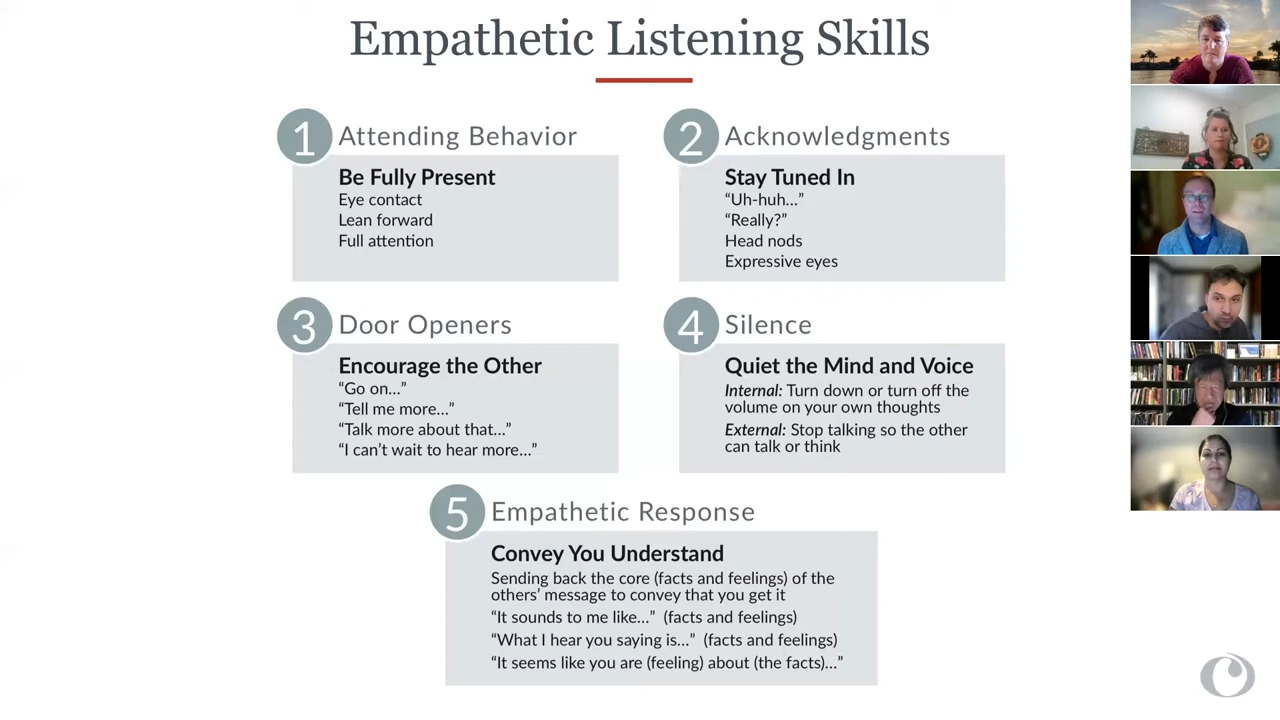 Empathetic Listening Skills
1 Attending Behavior
Be Fully Present
Eye contact
Lean forward
Full attention
2 Acknowledgments
Stay Tuned In
“Uh-huh...”
“Really?”
Head nods
Expressive eyes
3 Door Openers
Encourage the Other
“Go on...”
“Tell me more...”
“Talk more about that...”
“I can’t wait to hear more...”
4 Silence
Quiet the Mind and Voice
Internal: Turn down or turn off the
volume on your own thoughts
External: Stop talking so the other
can talk or think
5 Empathetic Response
Convey You Understand
Sending back the core (facts and feelings) of the
others’ message to convey that you get it
“It sounds to me like...” (facts and feelings)
“What I hear you saying is...” (facts and feelings)
“It seems like you are (feeling) about (the facts)...”